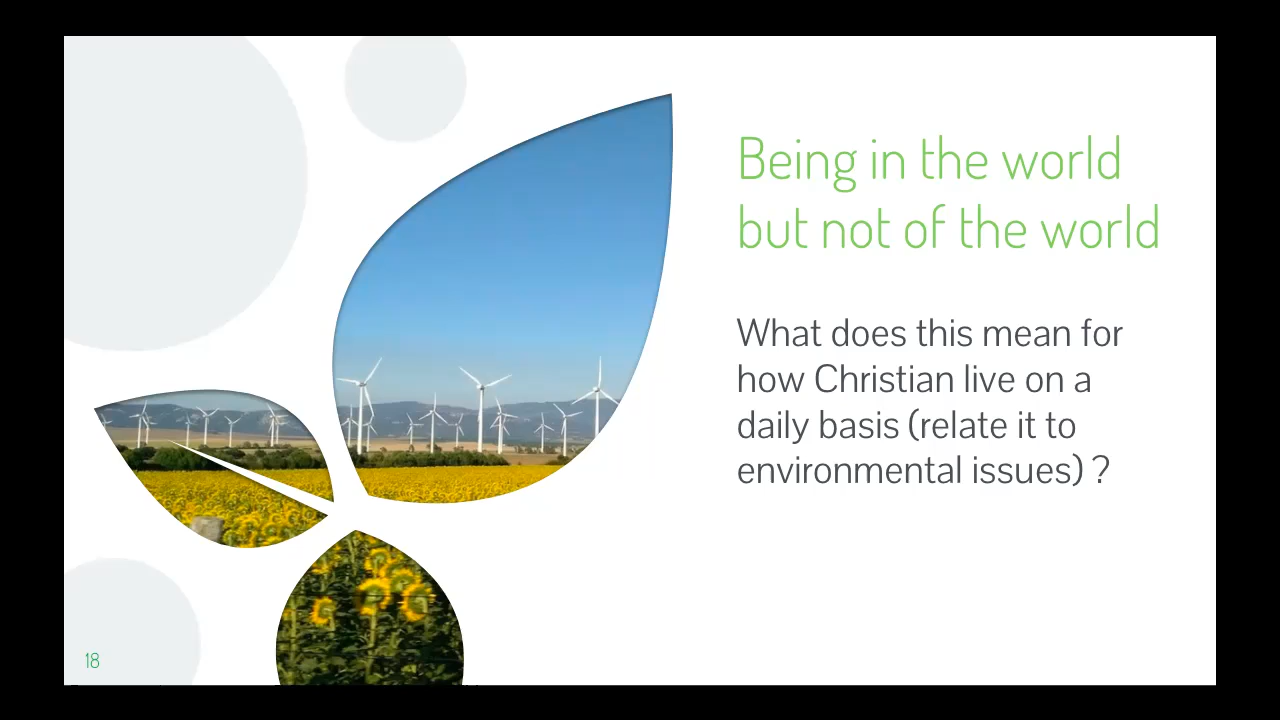 Being in the world
but not of the world
What does this mean for
how Christian live on a
daily basis (relate it to
environmental issues) ?
18